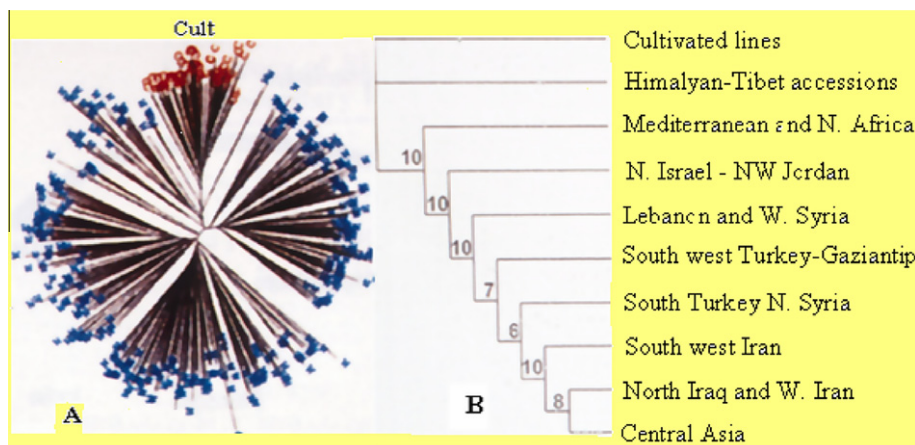 Cult
A
B
Cultivated lines
Himalyan-Tibet accessions
Mediterranean and N. Africa
N. Israel - NW Jordan
Lebanon and W. Syria
South west Turkey-Gaziantip
South Turkey N. Syria
South west Iran
North Iraq and W. Iran
Central Asia
10
10
10
7
6
10
8